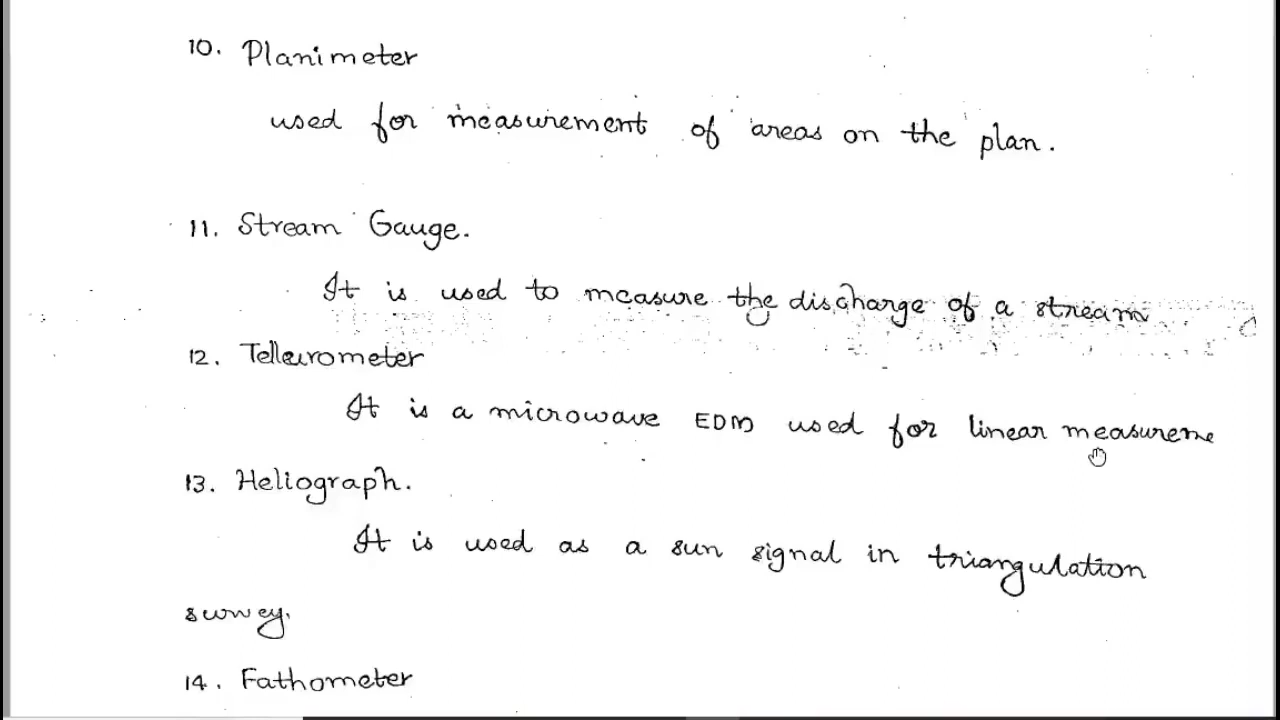 10. Planimeter
used for measurement of areas on the plan.
11. Stream Gauge.
It is used to measure the discharge of a stream
12. Tellurometer
It is a microwave EDM used for linear measureme
13. Heliograph.
It is used as a sun signal in triangulation
survey.
14. Fathometer